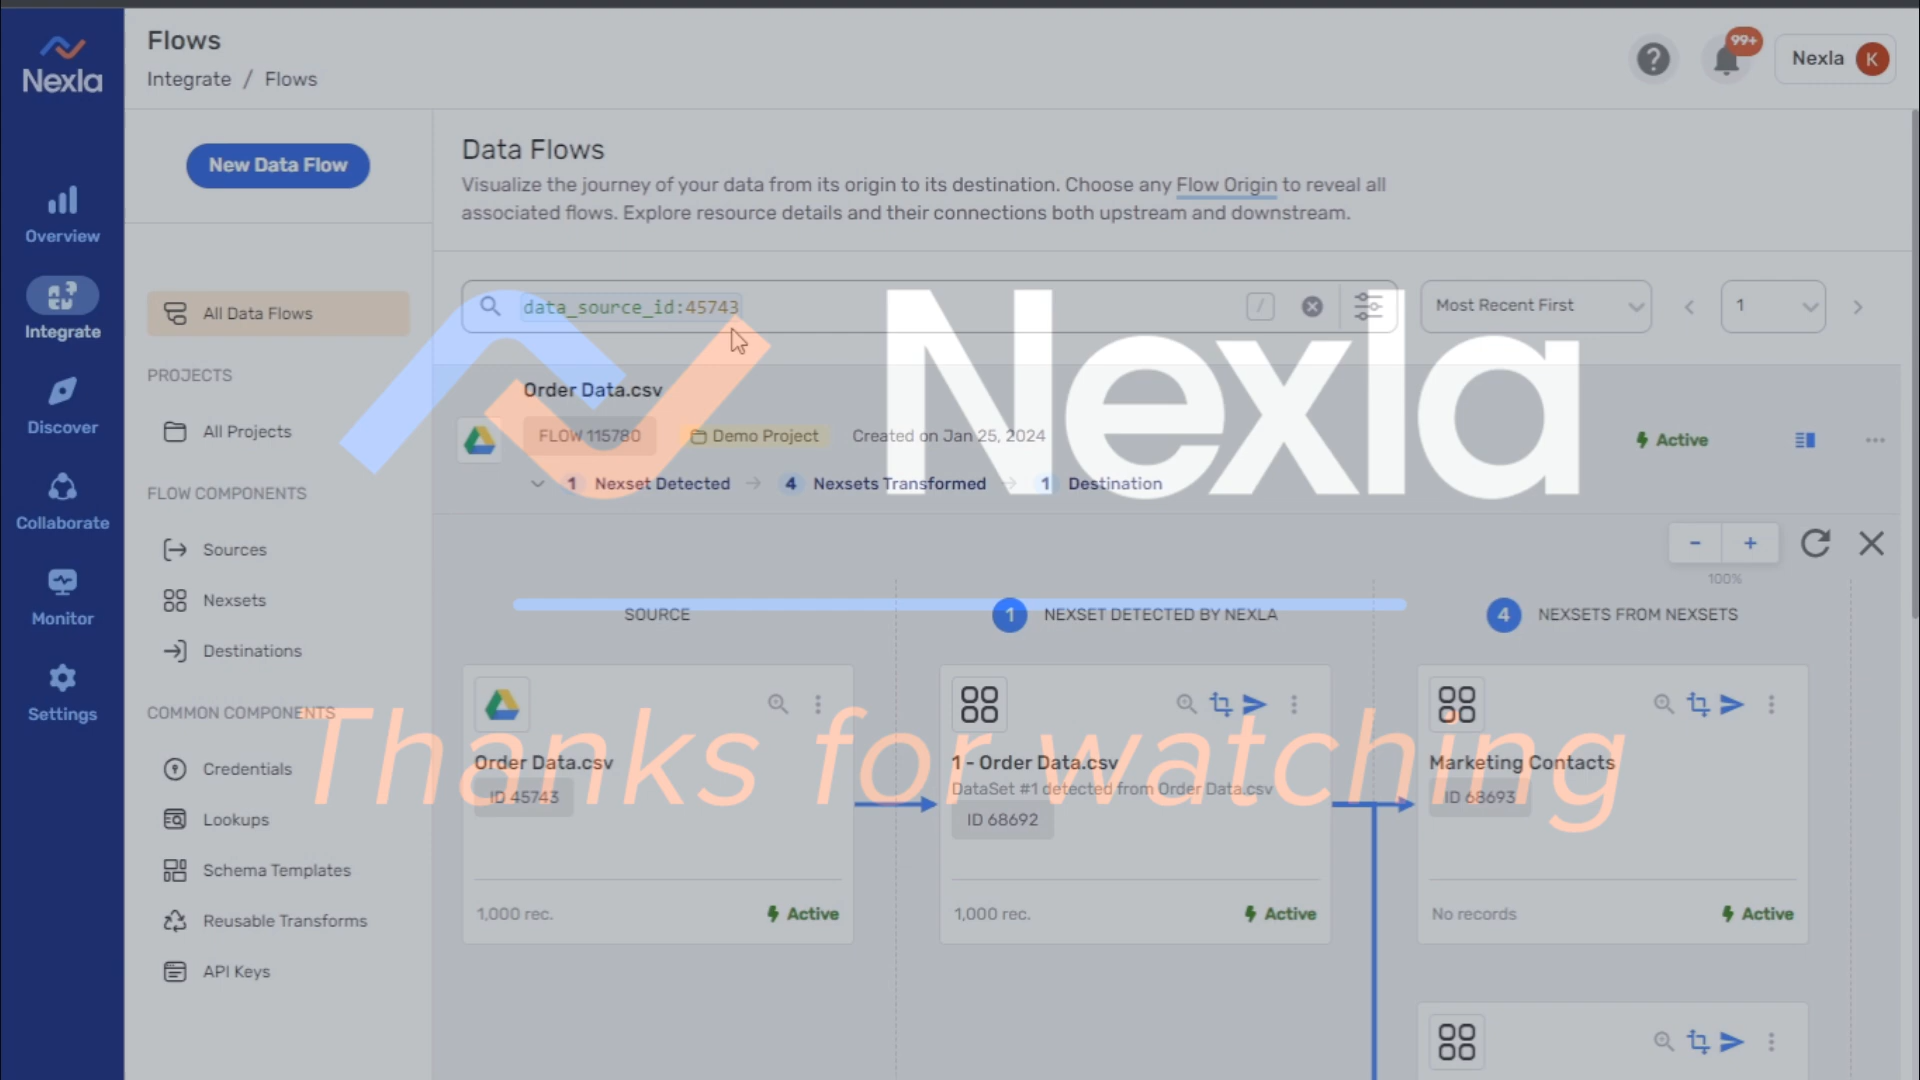 Flows
Integrate / Flows
99+
Nexla K
Nexla
Overview
Integrate
Discover
Collaborate
Monitor
Settings
New Data Flow
All Data Flows
PROJECTS
All Projects
FLOW COMPONENTS
Sources
Nexsets
Destinations
COMMON COMPONENTS
Credentials
Lookups
Schema Templates
Reusable Transforms
API Keys
Data Flows
Visualize the journey of your data from its origin to its destination. Choose any Flow Origin to reveal all
associated flows. Explore resource details and their connections both upstream and downstream.
data_source_id:45743
/
Most Recent First
1
Nexla
Order Data.csv
FLOW 115780 Demo Project Created on Jan 25, 2024
Active
1 Nexset Detected → 4 Nexsets Transformed → 1 Destination
- +
100%
SOURCE
1 NEXSET DETECTED BY NEXLA
4 NEXSETS FROM NEXSETS
Thanks for watching
Order Data.csv
ID 45743
1,000 rec. Active
1 - Order Data.csv
DataSet #1 detected from Order Data.csv
ID 68692
1,000 rec. Active
Marketing Contacts
ID 68693
No records Active